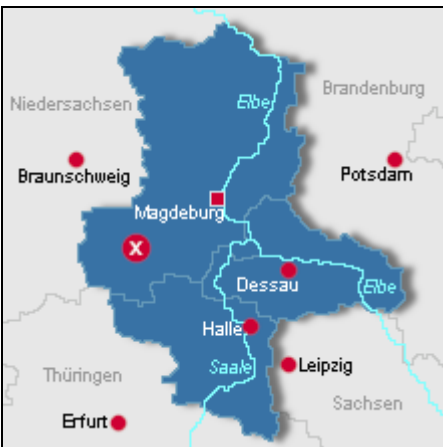 Elbe
Brandenburg
Niedersachsen
Braunschweig
Potsdam
Magdeburg
X
Dessau
Elbe
Halle
Saale
Leipzig
Thüringen
Sachsen
Erfurt